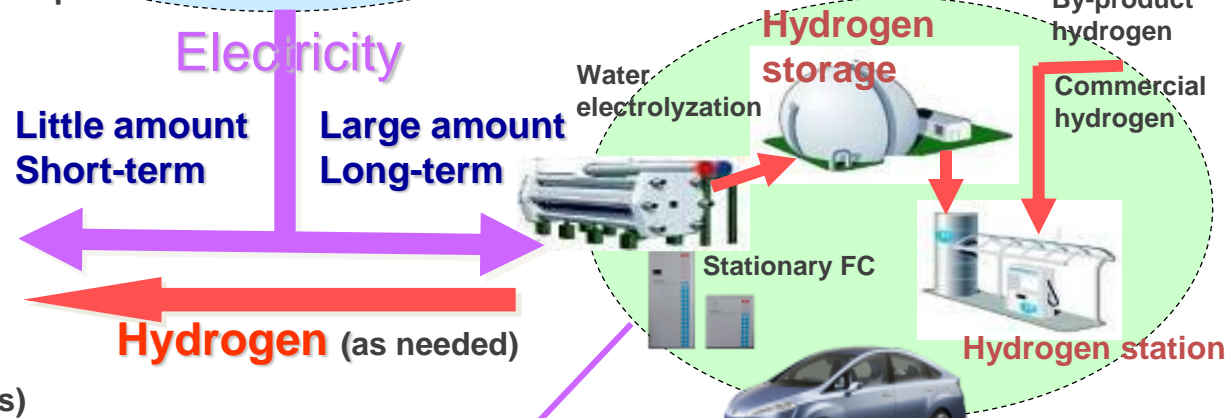 By-product
hydrogen
Hydrogen
storage
Electricity
Water
electrolyzation
Commercial
hydrogen
Little amount
Short-term
Large amount
Long-term
Stationary FC
Hydrogen (as needed)
Hydrogen station
s)